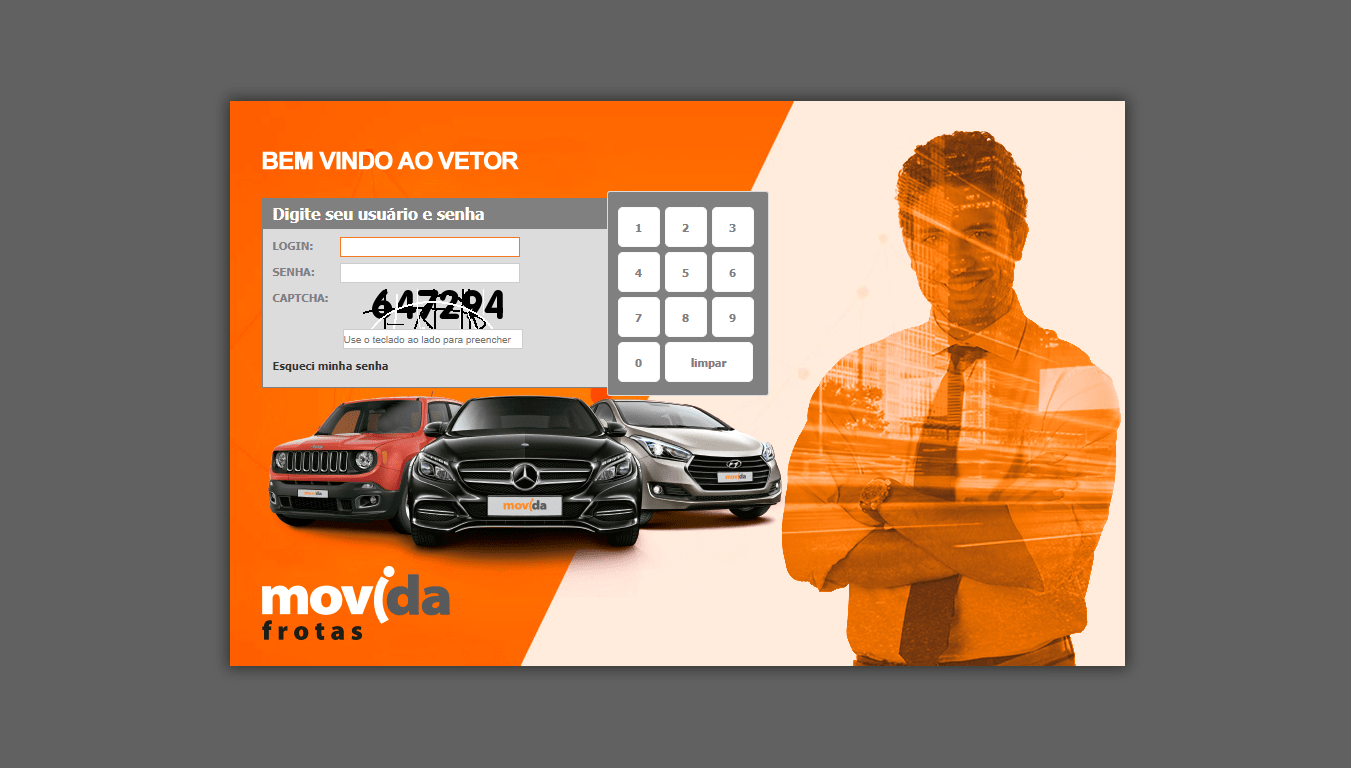 BEM VINDO AO VETOR
Digite seu usuário e senha
LOGIN:
SENHA:
CAPTCHA:
647294
Use o teclado ao lado para preencher
Esqueci minha senha
1 2 3
4 5 6
7 8 9
0 limpar
movida
movida
movida
movida
frotas